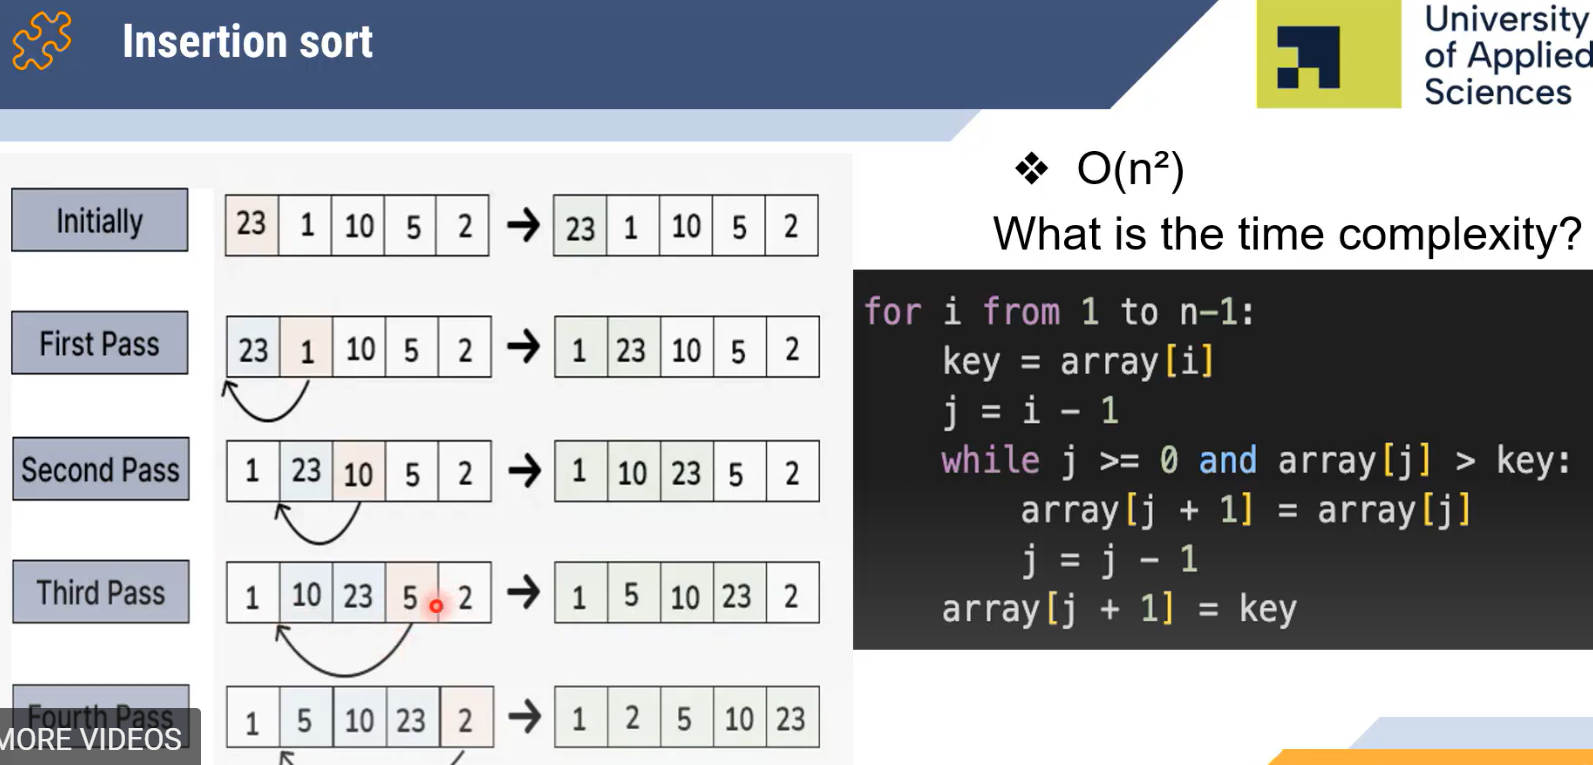 Insertion sort
University
of Applied
Sciences
Initially
23 1 10 5 2 → 23 1 10 5 2
First Pass
23 1 10 5 2 → 1 23 10 5 2
Second Pass
1 23 10 5 2 → 1 10 23 5 2
Third Pass
1 10 23 5 2 → 1 5 10 23 2
Fourth Pass
1 5 10 23 2 → 1 2 5 10 23
MORE VIDEOS
❖ O(n²)
What is the time complexity?
for i from 1 to n-1:
    key = array[i]
    j = i - 1
    while j >= 0 and array[j] > key:
        array[j + 1] = array[j]
        j = j - 1
    array[j + 1] = key